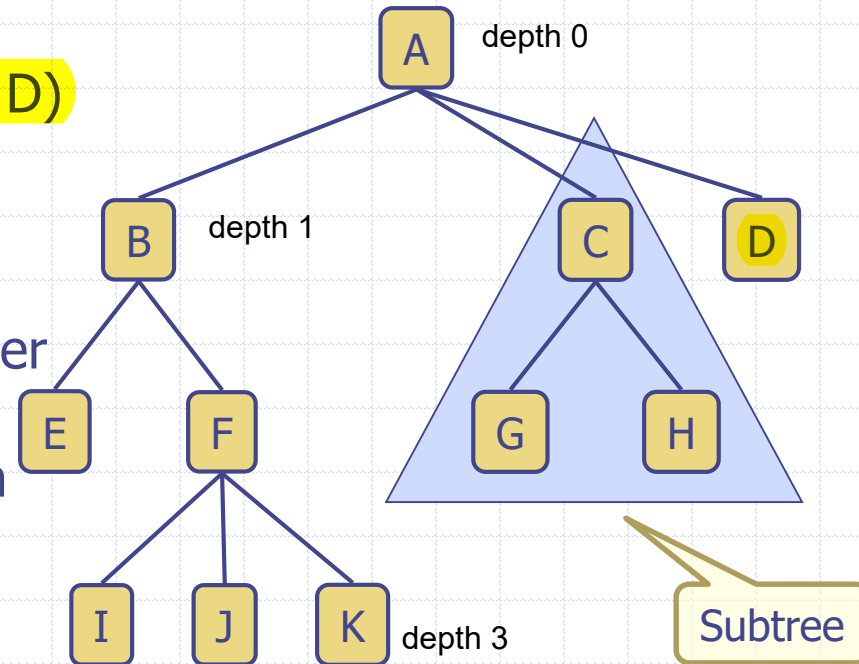 A depth 0
D)
B depth 1 C D
er
E F G H
I J K depth 3
Subtree